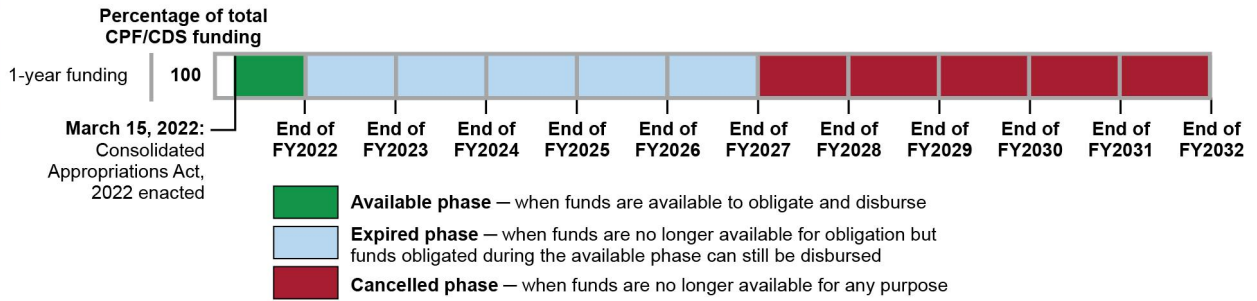 Percentage of total
CPF/CDS funding
1-year funding 100
March 15, 2022:
Consolidated
Appropriations Act,
2022 enacted
End of
FY2022
End of
FY2023
End of
FY2024
End of
FY2025
End of
FY2026
End of
FY2027
End of
FY2028
End of
FY2029
End of
FY2030
End of
FY2031
End of
FY2032
Available phase — when funds are available to obligate and disburse
Expired phase — when funds are no longer available for obligation but
funds obligated during the available phase can still be disbursed
Cancelled phase — when funds are no longer available for any purpose